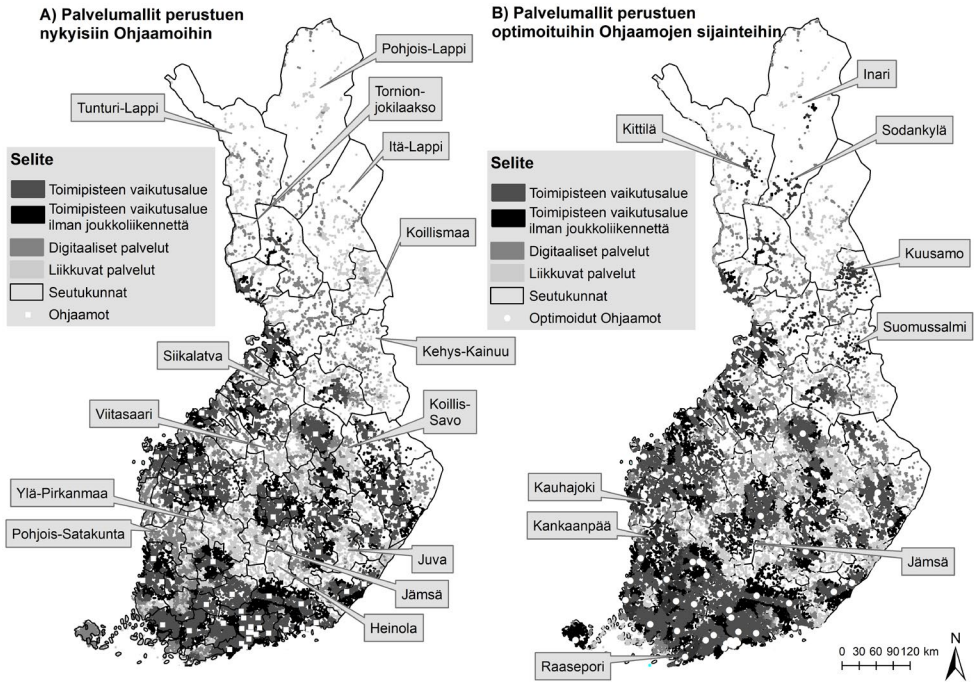 A) Palvelumallit perustuen
nykyisiin Ohjaamoihin
Pohjois-Lappi
Tornion-
jokilaakso
Tunturi-Lappi
Itä-Lappi
Selite
Toimipisteen vaikutusalue
Toimipisteen vaikutusalue
ilman joukkoliikennettä
Digitaaliset palvelut
Liikkuvat palvelut
Seutukunnat
Ohjaamot
Koillismaa
Siikalatva
Kehys-Kainuu
Viitasaari
Koillis-
Savo
Ylä-Pirkanmaa
Pohjois-Satakunta
Juva
Jämsä
Heinola
B) Palvelumallit perustuen
optimoituihin Ohjaamojen sijainteihin
Inari
Kittilä
Sodankylä
Selite
Toimipisteen vaikutusalue
Toimipisteen vaikutusalue
ilman joukkoliikennettä
Digitaaliset palvelut
Liikkuvat palvelut
Seutukunnat
Optimoidut Ohjaamot
Kuusamo
Suomussalmi
Kauhajoki
Kankaanpää
Jämsä
Raasepori
N
0 30 60 90 120 km